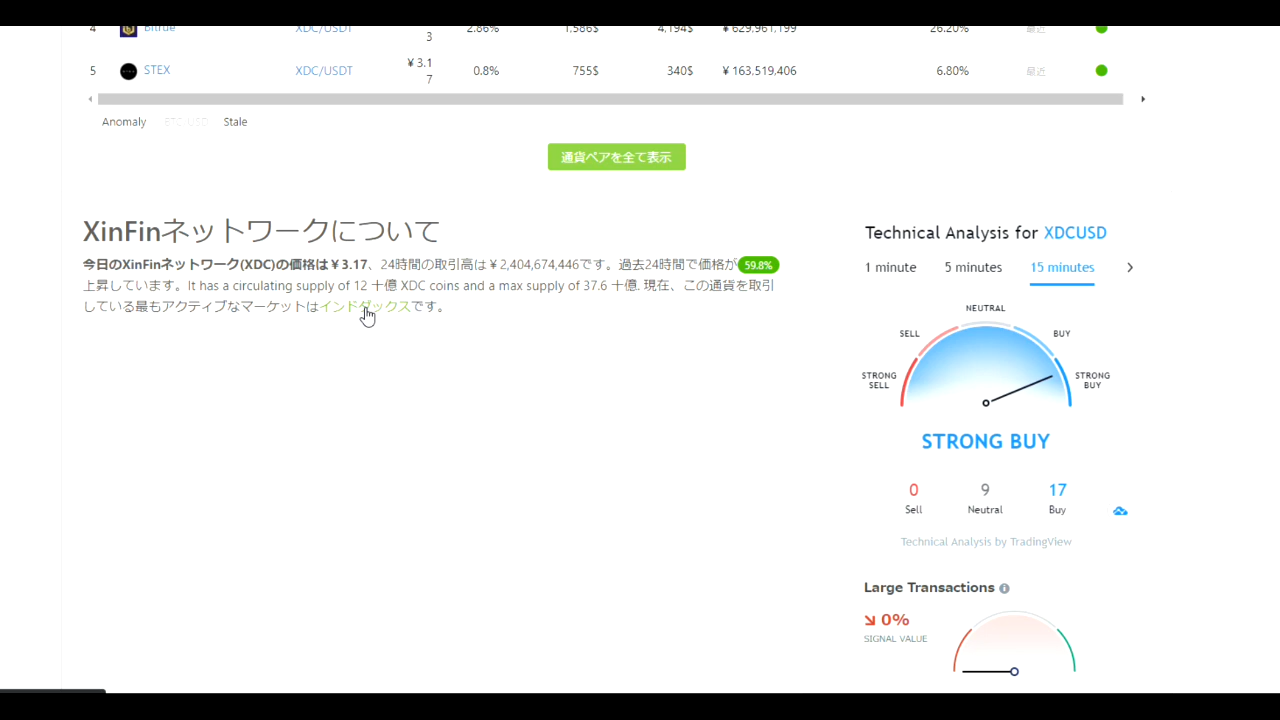 4 Bitrue XDC/USDT 3 2.86% 1,586$ 4,194$ ¥ 629,961,199 26.20% 最近
5 STEX XDC/USDT ¥ 3.17 0.8% 755$ 340$ ¥ 163.519,406 6.80% 最近
Anomaly BTC-USD Stale
通貨ペアを全て表示
XinFinネットワークについて
今日のXinFinネットワーク(XDC)の価格は¥3.17、24時間の取引高は¥2,404,674,446です。過去24時間で価格が 59.8%
上昇しています。It has a circulating supply of 12 十億 XDC coins and a max supply of 37.6 十億. 現在、この通貨を取引
している最もアクティブなマーケットはインドダックスです。
Technical Analysis for XDCUSD
1 minute 5 minutes 15 minutes
NEUTRAL
SELL BUY
STRONG SELL STRONG BUY
STRONG BUY
0 9 17
Sell Neutral Buy
Technical Analysis by TradingView
Large Transactions
0%
SIGNAL VALUE